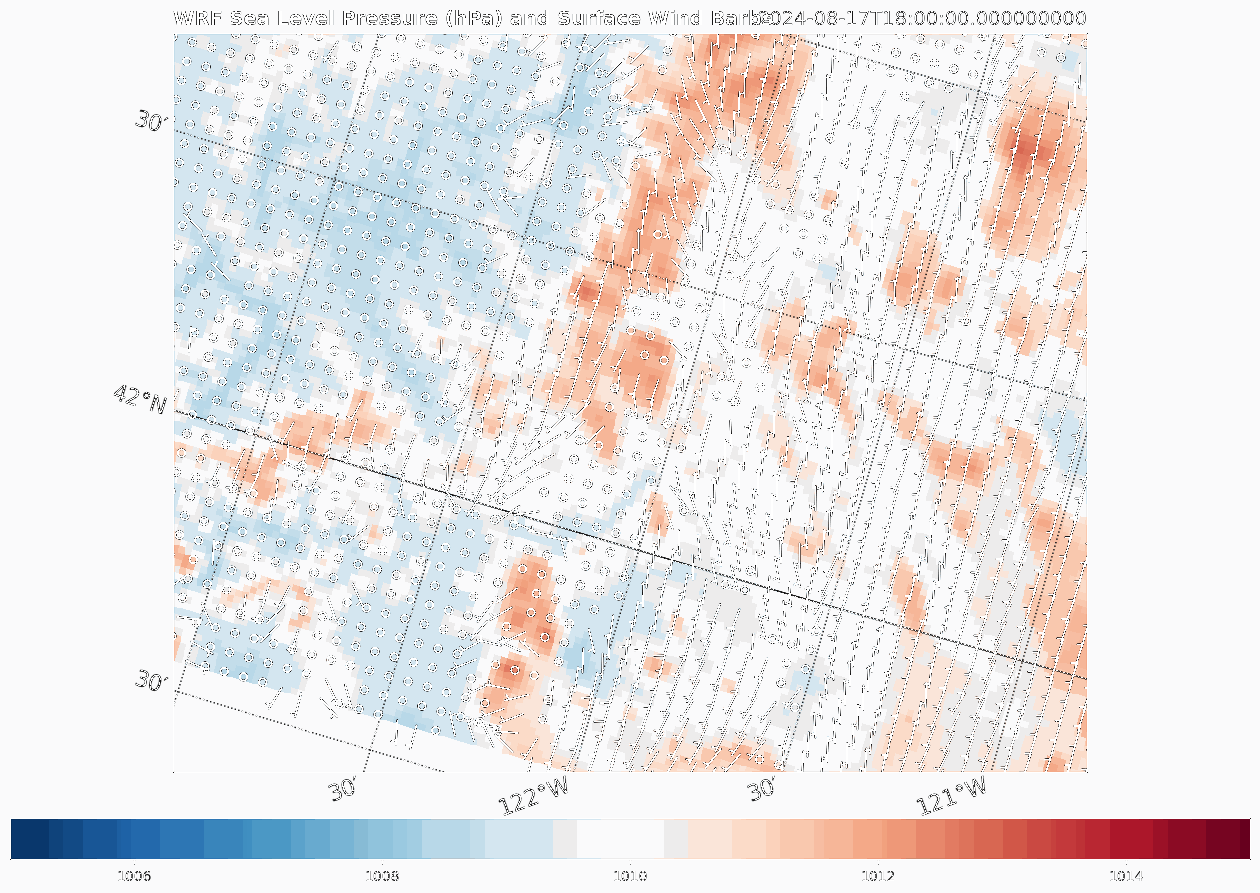 WRF Sea Level Pressure (hPa) and Surface Wind Barbs 2024-08-17T18:00:00.000000000
30′
42°N
30′
30′
122°W
30′
121°W
1006
1008
1010
1012
1014